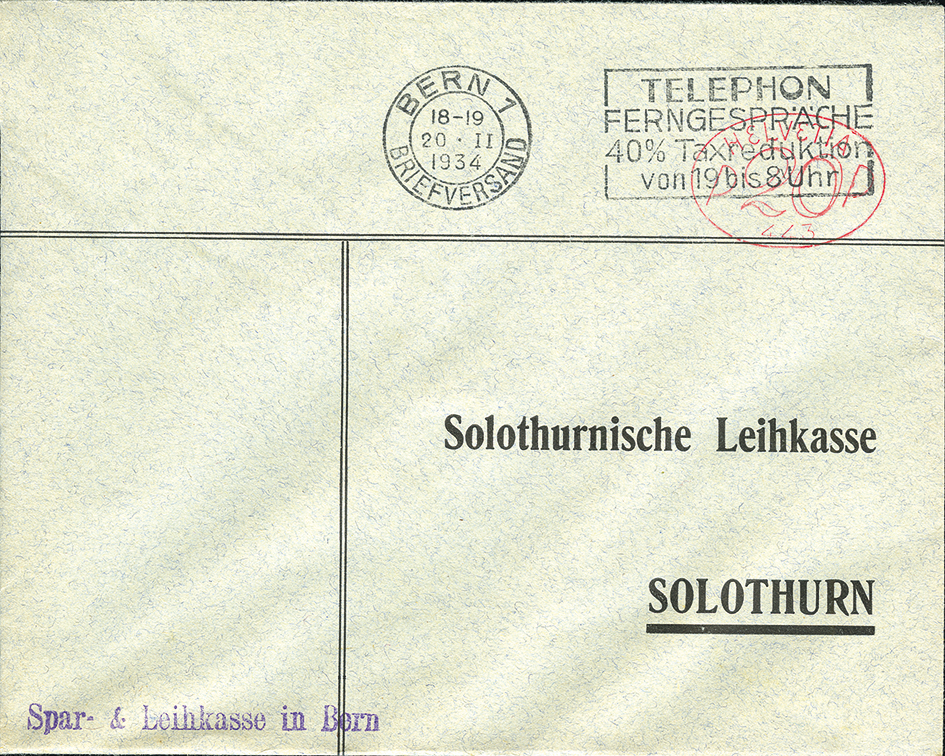 BERN 1
18-19
20 · II
1934
BRIEFVERSAND
TELEPHON
FERNGESPRÄCHE
40% Taxreduktion
von 19 bis 8 Uhr
HELVETIA
P 20 P
443
Solothurnische Leihkasse
SOLOTHURN
Spar- & Leihkasse in Bern